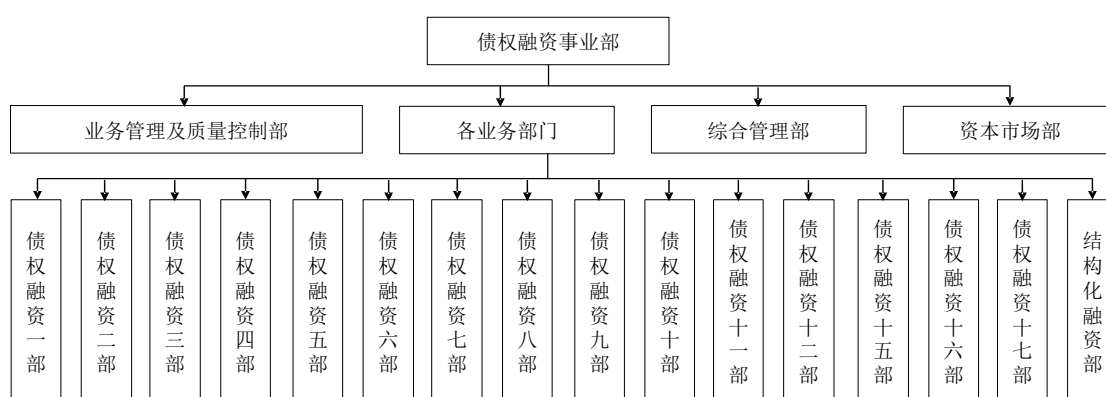 债权融资事业部
业务管理及质量控制部
各业务部门
综合管理部
资本市场部
债权融资一部
债权融资二部
债权融资三部
债权融资四部
债权融资五部
债权融资六部
债权融资七部
债权融资八部
债权融资九部
债权融资十部
债权融资十一部
债权融资十二部
债权融资十五部
债权融资十六部
债权融资十七部
结构化融资部